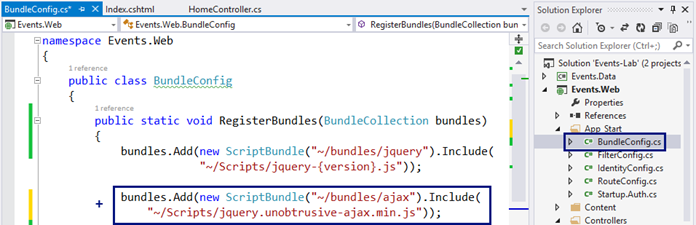 BundleConfig.cs* Index.cshtml HomeController.cs
Events.Web Events.Web.BundleConfig RegisterBundles(BundleCollection bun
namespace Events.Web
{
1 reference
public class BundleConfig
{
1 reference
public static void RegisterBundles(BundleCollection bundles)
{
bundles.Add(new ScriptBundle("~/bundles/jquery").Include(
"~/Scripts/jquery-{version}.js"));
+ bundles.Add(new ScriptBundle("~/bundles/ajax").Include(
"~/Scripts/jquery.unobtrusive-ajax.min.js"));
Solution Explorer
Search Solution Explorer (Ctrl+;)
Solution 'Events-Lab' (2 projects
Events.Data
Events.Web
Properties
References
App_Start
BundleConfig.cs
FilterConfig.cs
IdentityConfig.cs
RouteConfig.cs
Startup.Auth.cs
Content
Controllers